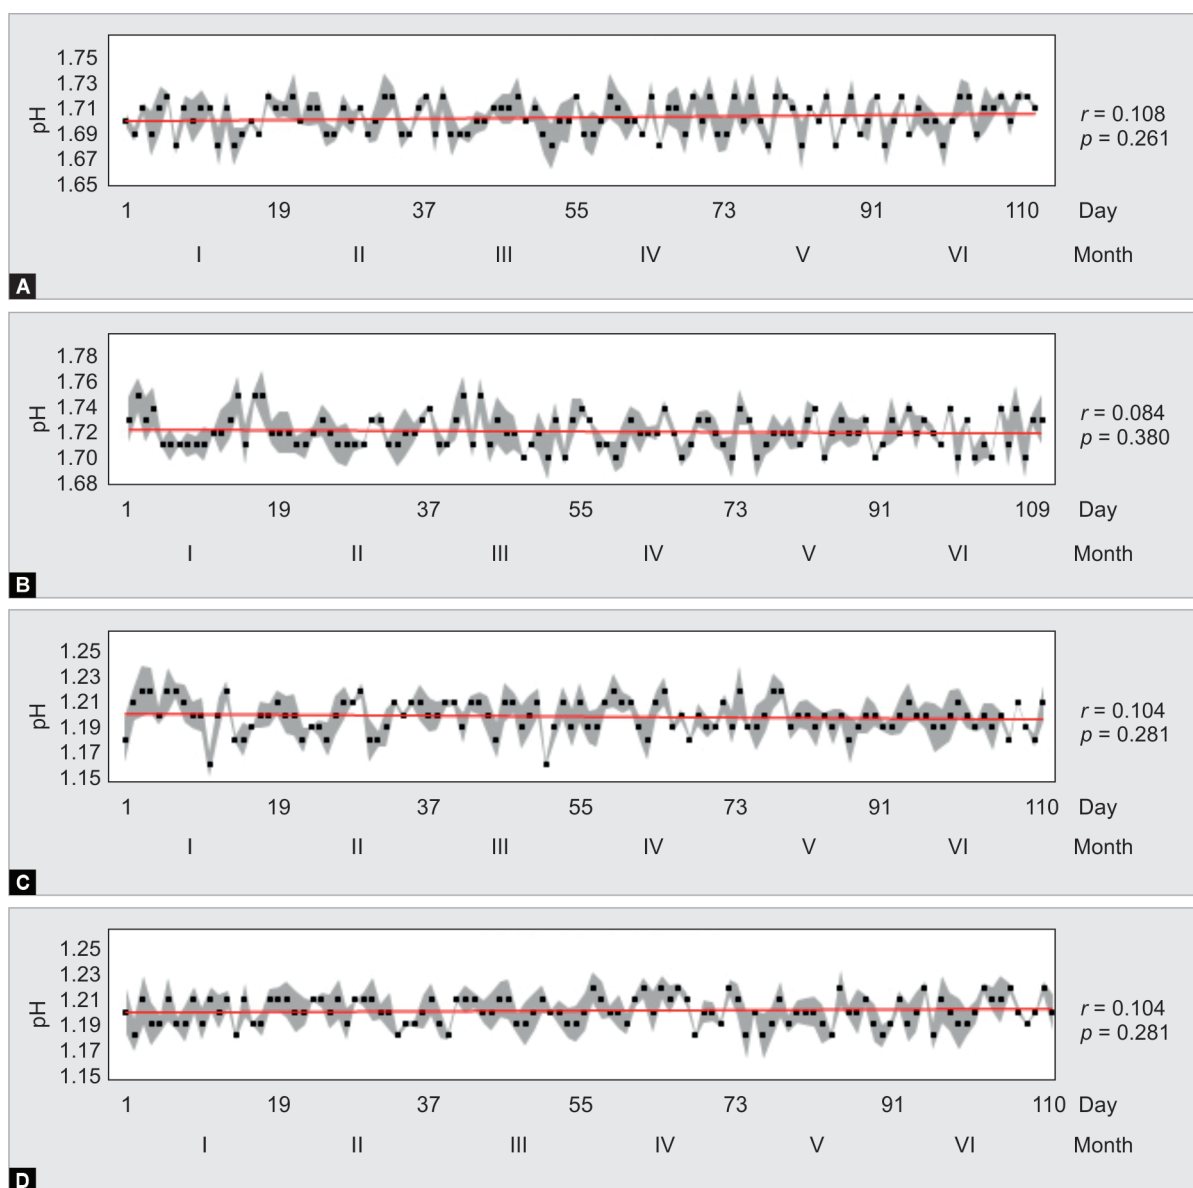 1.75
1.73
1.71
1.69
1.67
1.65
pH
r = 0.108
p = 0.261
1 19 37 55 73 91 110 Day
I II III IV V VI Month
A
1.78
1.76
1.74
1.72
1.70
1.68
pH
r = 0.084
p = 0.380
1 19 37 55 73 91 109 Day
I II III IV V VI Month
B
1.25
1.23
1.21
1.19
1.17
1.15
pH
r = 0.104
p = 0.281
1 19 37 55 73 91 110 Day
I II III IV V VI Month
C
1.25
1.23
1.21
1.19
1.17
1.15
pH
r = 0.104
p = 0.281
1 19 37 55 73 91 110 Day
I II III IV V VI Month
D